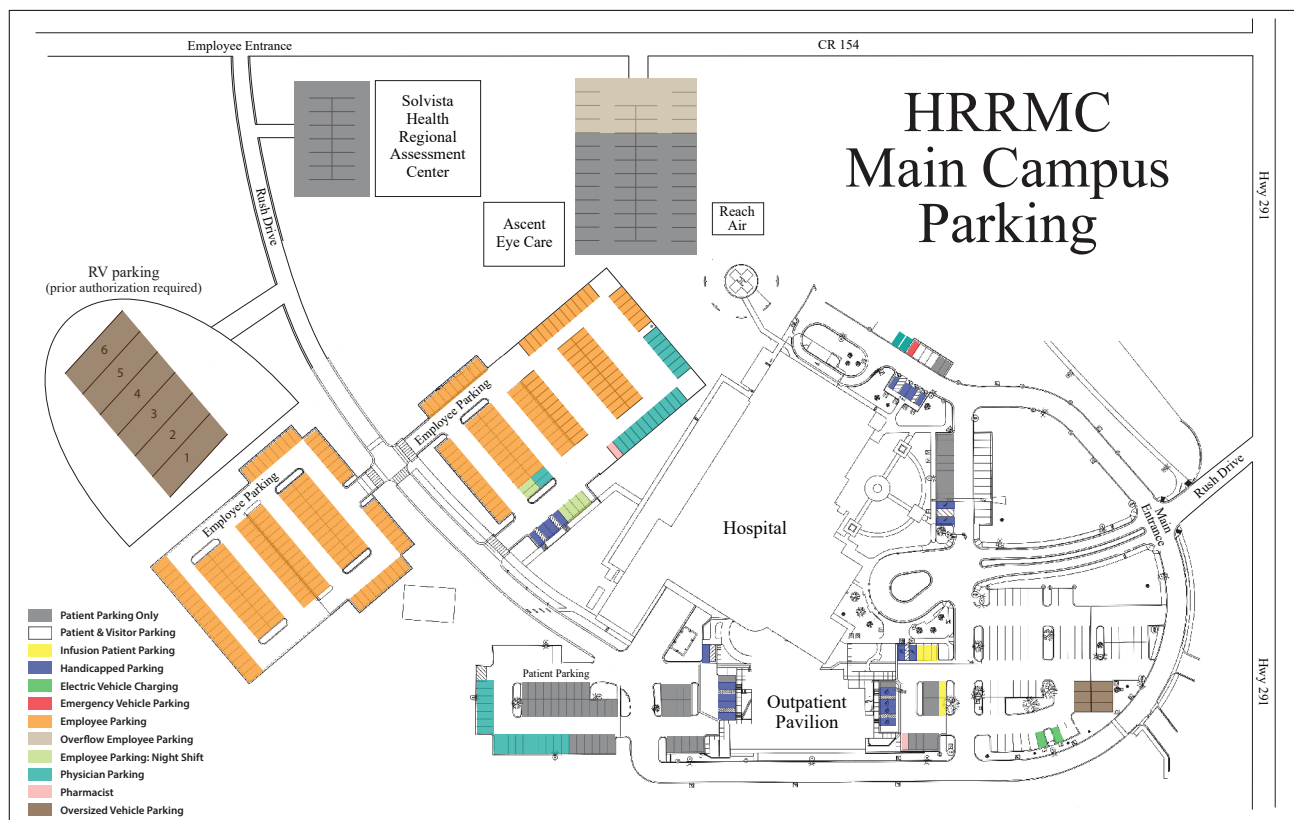 Employee Entrance
CR 154
HRRMC
Main Campus
Parking
Solvista
Health
Regional
Assessment
Center
Rush Drive
Hwy 291
Ascent
Eye Care
Reach
Air
RV parking
(prior authorization required)
6
5
4
3
2
1
Employee Parking
Employee Parking
Hospital
Rush Drive
Main
Entrance
Patient Parking
Outpatient
Pavilion
Hwy 291
Patient Parking Only
Patient & Visitor Parking
Infusion Patient Parking
Handicapped Parking
Electric Vehicle Charging
Emergency Vehicle Parking
Employee Parking
Overflow Employee Parking
Employee Parking: Night Shift
Physician Parking
Pharmacist
Oversized Vehicle Parking